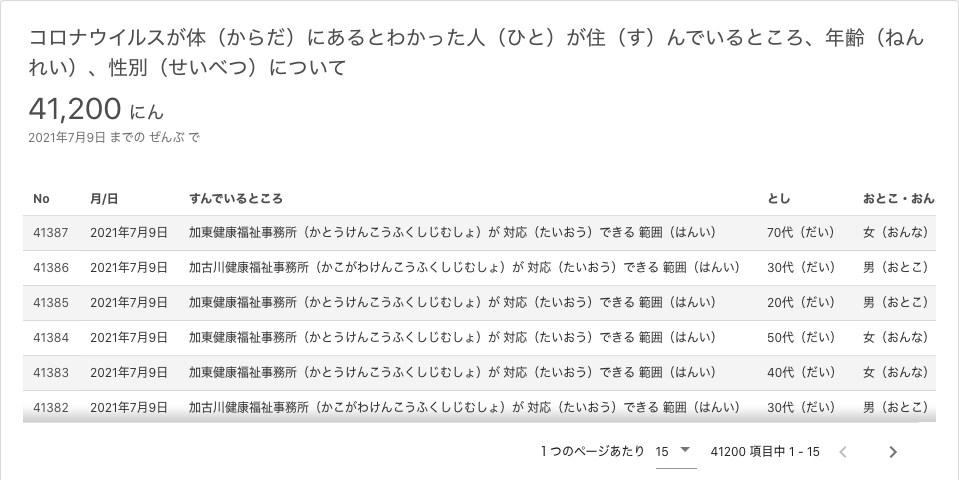 コロナウイルスが体（からだ）にあるとわかった人（ひと）が住（す）んでいるところ、年齢（ねん
れい）、性別（せいべつ）について
41,200 にん
2021年7月9日 までの ぜんぶ で
No 月/日 すんでいるところ とし おとこ・おん
41387 2021年7月9日 加東健康福祉事務所（かとうけんこうふくしじむしょ）が 対応（たいおう）できる 範囲（はんい） 70代（だい） 女（おんな）
41386 2021年7月9日 加古川健康福祉事務所（かこがわけんこうふくしじむしょ）が 対応（たいおう）できる 範囲（はんい） 30代（だい） 男（おとこ）
41385 2021年7月9日 加東健康福祉事務所（かとうけんこうふくしじむしょ）が 対応（たいおう）できる 範囲（はんい） 20代（だい） 男（おとこ）
41384 2021年7月9日 加東健康福祉事務所（かとうけんこうふくしじむしょ）が 対応（たいおう）できる 範囲（はんい） 50代（だい） 女（おんな）
41383 2021年7月9日 加東健康福祉事務所（かとうけんこうふくしじむしょ）が 対応（たいおう）できる 範囲（はんい） 40代（だい） 女（おんな）
41382 2021年7月9日 加古川健康福祉事務所（かこがわけんこうふくしじむしょ）が 対応（たいおう）できる 範囲（はんい） 30代（だい） 男（おとこ）
1 つのページあたり 15 41200 項目中 1 - 15